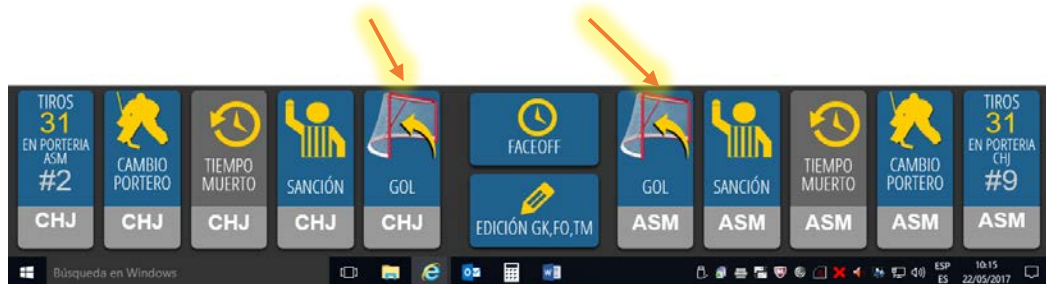 TIROS
31
EN PORTERIA
ASM
#2
CHJ
CAMBIO
PORTERO
CHJ
TIEMPO
MUERTO
CHJ
SANCIÓN
CHJ
GOL
CHJ
FACEOFF
EDICIÓN GK,FO,TM
GOL
ASM
SANCIÓN
ASM
TIEMPO
MUERTO
ASM
CAMBIO
PORTERO
ASM
TIROS
31
EN PORTERIA
CHJ
#9
ASM
Búsqueda en Windows
ESP
ES
10:15
22/05/2017